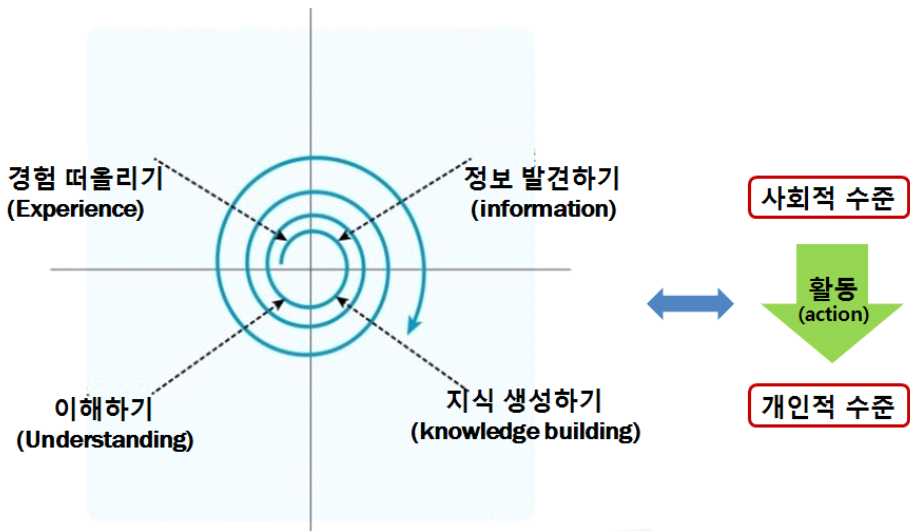 경험 떠올리기
(Experience)
정보 발견하기
(information)
이해하기
(Understanding)
지식 생성하기
(knowledge building)
사회적 수준
활동
(action)
개인적 수준